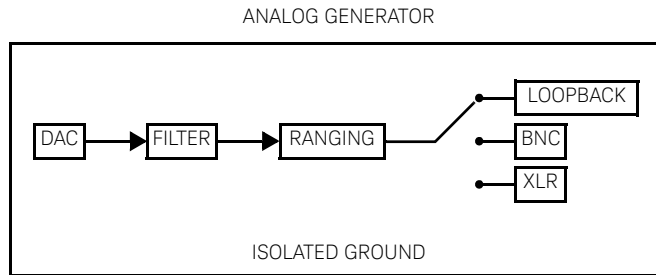 ANALOG GENERATOR
LOOPBACK
DAC
FILTER
RANGING
BNC
XLR
ISOLATED GROUND